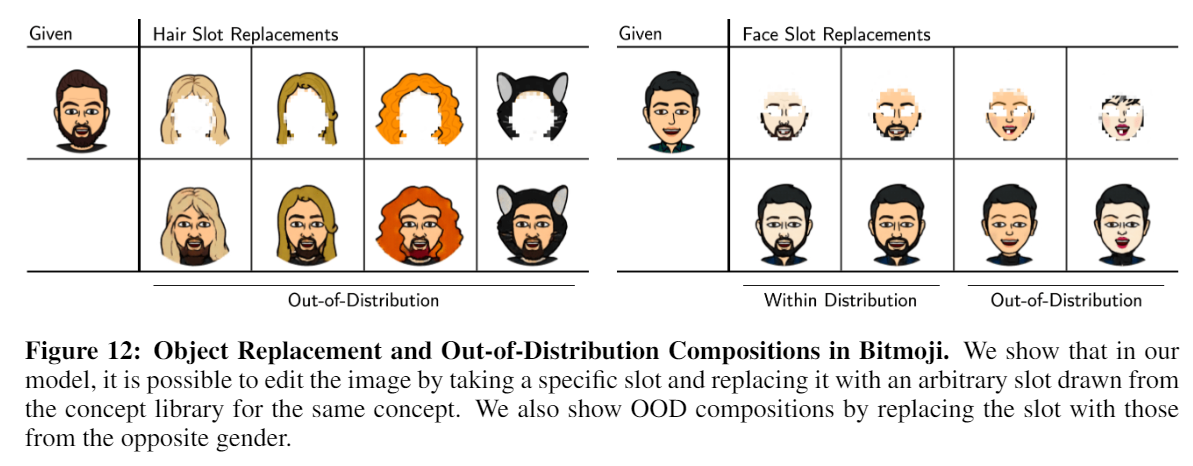 Given
Hair Slot Replacements
Out-of-Distribution
Given
Face Slot Replacements
Within Distribution
Out-of-Distribution
Figure 12: Object Replacement and Out-of-Distribution Compositions in Bitmoji. We show that in our
model, it is possible to edit the image by taking a specific slot and replacing it with an arbitrary slot drawn from
the concept library for the same concept. We also show OOD compositions by replacing the slot with those
from the opposite gender.